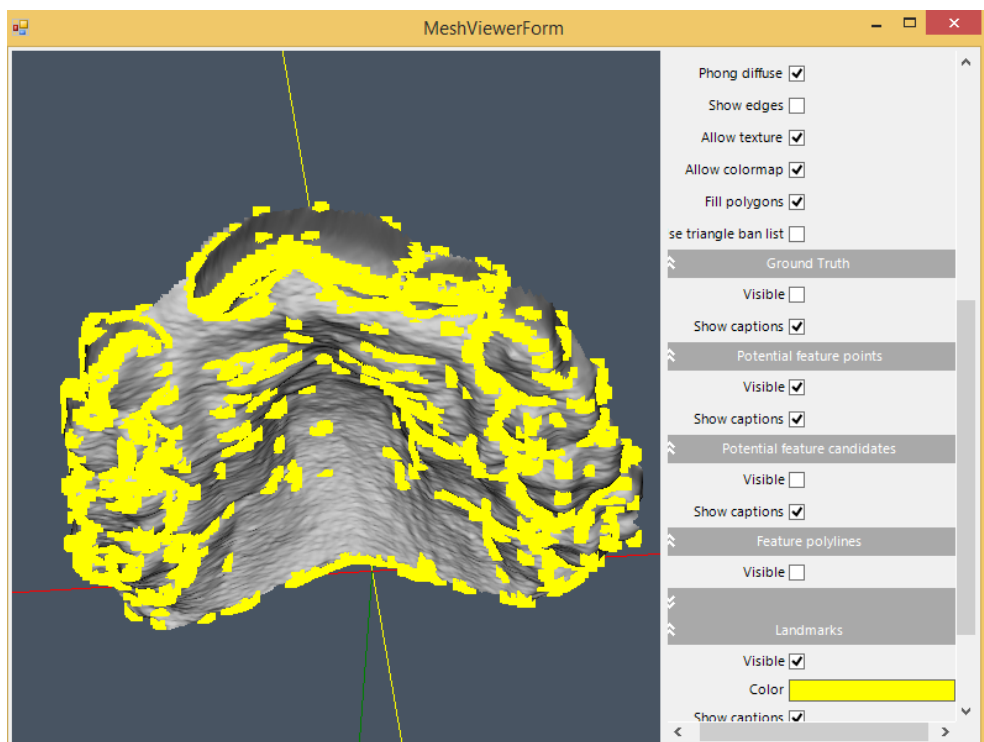 MeshViewerForm
Phong diffuse
Show edges
Allow texture
Allow colormap
Fill polygons
se triangle ban list
Ground Truth
Visible
Show captions
Potential feature points
Visible
Show captions
Potential feature candidates
Visible
Show captions
Feature polylines
Visible
Landmarks
Visible
Color
Show captions